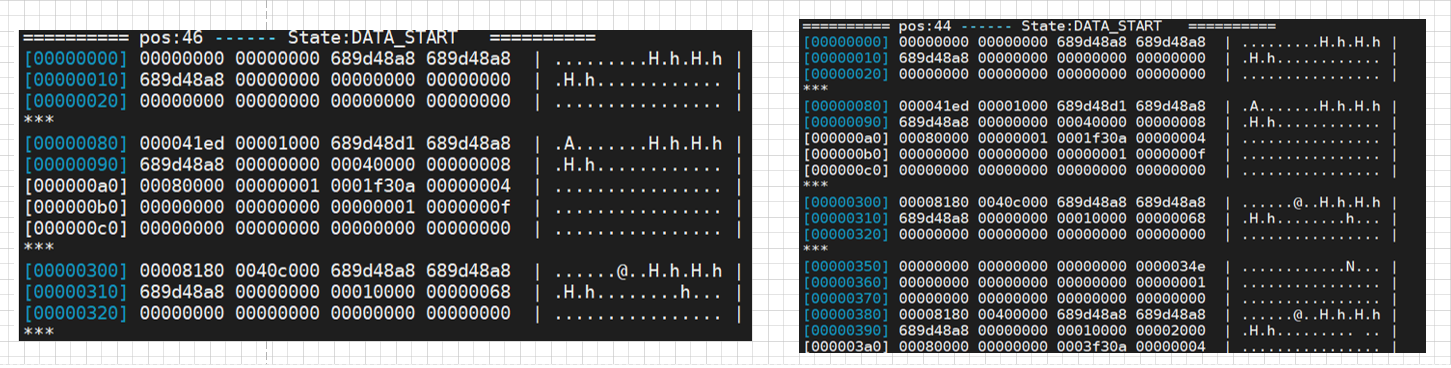 ========== pos:46 ------ State:DATA_START   ==========
[00000000] 00000000 00000000 689d48a8 689d48a8  | .........H.h.H.h |
[00000010] 689d48a8 00000000 00000000 00000000  | .H.h............ |
[00000020] 00000000 00000000 00000000 00000000  | ................ |
***
[00000080] 000041ed 00001000 689d48d1 689d48a8  | .A.......H.h.H.h |
[00000090] 689d48a8 00000000 00040000 00000008  | .H.h............ |
[000000a0] 00080000 00000001 0001f30a 00000004  | ................ |
[000000b0] 00000000 00000000 00000001 0000000f  | ................ |
[000000c0] 00000000 00000000 00000000 00000000  | ................ |
***
[00000300] 00008180 0040c000 689d48a8 689d48a8  | ......@..H.h.H.h |
[00000310] 689d48a8 00000000 00010000 00000068  | .H.h........h... |
[00000320] 00000000 00000000 00000000 00000000  | ................ |
***
========== pos:44 ------ State:DATA_START   ==========
[00000000] 00000000 00000000 689d48a8 689d48a8  | .........H.h.H.h |
[00000010] 689d48a8 00000000 00000000 00000000  | .H.h............ |
[00000020] 00000000 00000000 00000000 00000000  | ................ |
***
[00000080] 000041ed 00001000 689d48d1 689d48a8  | .A.......H.h.H.h |
[00000090] 689d48a8 00000000 00040000 00000008  | .H.h............ |
[000000a0] 00080000 00000001 0001f30a 00000004  | ................ |
[000000b0] 00000000 00000000 00000001 0000000f  | ................ |
[000000c0] 00000000 00000000 00000000 00000000  | ................ |
***
[00000300] 00008180 0040c000 689d48a8 689d48a8  | ......@..H.h.H.h |
[00000310] 689d48a8 00000000 00010000 00000068  | .H.h........h... |
[00000320] 00000000 00000000 00000000 00000000  | ................ |
***
[00000350] 00000000 00000000 00000000 0000034e  | ............N... |
[00000360] 00000000 00000000 00000000 00000001  | ................ |
[00000370] 00000000 00000000 00000000 00000000  | ................ |
[00000380] 00008180 00400000 689d48a8 689d48a8  | ......@..H.h.H.h |
[00000390] 689d48a8 00000000 00010000 00002000  | .H.h......... .. |
[000003a0] 00080000 00000000 0003f30a 00000004  | ................ |